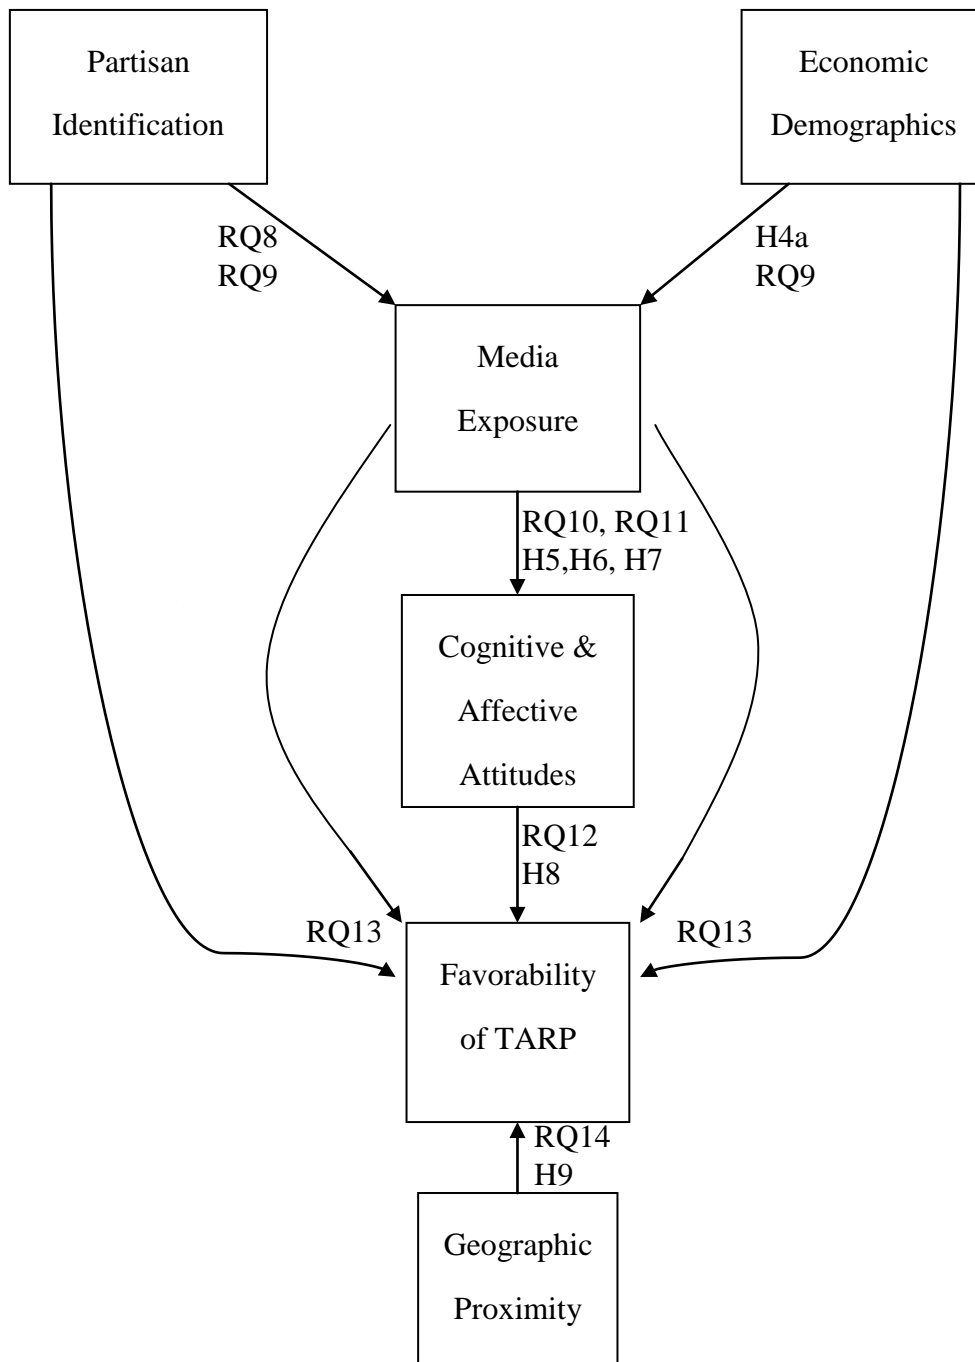 Partisan
Identification
Economic
Demographics
RQ8
RQ9
H4a
RQ9
Media
Exposure
RQ10, RQ11
H5,H6, H7
Cognitive &
Affective
Attitudes
RQ12
H8
RQ13
RQ13
Favorability
of TARP
RQ14
H9
Geographic
Proximity